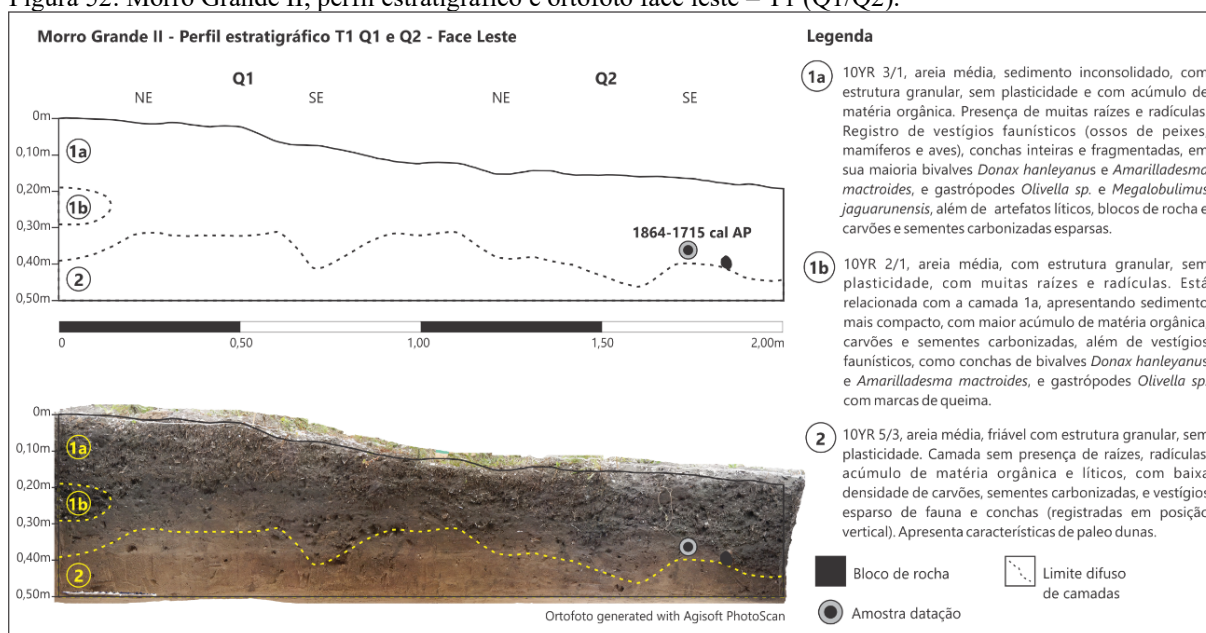 Figura 52: Morro Grande II, perfil estratigráfico e ortofoto face leste – T1 (Q1/Q2).
Morro Grande II - Perfil estratigráfico T1 Q1 e Q2 - Face Leste
Q1 Q2
NE SE NE SE
0m
0,10m
1a
0,20m
1b
0,30m
1864-1715 cal AP
0,40m
2
0,50m
0 0,50 1,00 1,50 2,00m
0m
0,10m
1a
0,20m
1b
0,30m
0,40m
2
0,50m
Ortofoto generated with Agisoft PhotoScan
Legenda
1a 10YR 3/1, areia média, sedimento inconsolidado, com
estrutura granular, sem plasticidade e com acúmulo de
matéria orgânica. Presença de muitas raízes e radículas
Registro de vestígios faunísticos (ossos de peixes,
mamíferos e aves), conchas inteiras e fragmentadas, em
sua maioria bivalves Donax hanleyanus e Amarilladesma
mactroides, e gastrópodes Olivella sp. e Megalobulimus
jaguarunensis, além de artefatos líticos, blocos de rocha e
carvões e sementes carbonizadas esparsas.
1b 10YR 2/1, areia média, com estrutura granular, sem
plasticidade, com muitas raízes e radículas. Está
relacionada com a camada 1a, apresentando sedimento
mais compacto, com maior acúmulo de matéria orgânica,
carvões e sementes carbonizadas, além de vestígios
faunísticos, como conchas de bivalves Donax hanleyanus
e Amarilladesma mactroides, e gastrópodes Olivella sp
com marcas de queima.
2 10YR 5/3, areia média, friável com estrutura granular, sem
plasticidade. Camada sem presença de raízes, radículas
acúmulo de matéria orgânica e líticos, com baixa
densidade de carvões, sementes carbonizadas, e vestígios
esparso de fauna e conchas (registradas em posição
vertical). Apresenta características de paleo dunas.
Bloco de rocha
Limite difuso
de camadas
Amostra datação